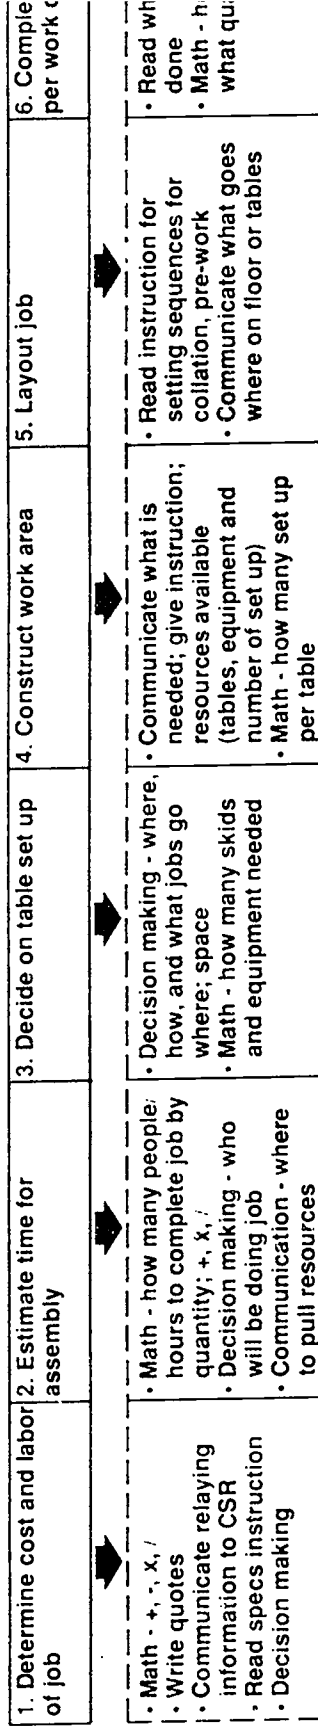 1. Determine cost and labor
of job
• Math - +, -, x, /
• Write quotes
• Communicate relaying
information to CSR
• Read specs instruction
• Decision making
2. Estimate time for
assembly
• Math - how many people;
hours to complete job by
quantity; +, x, /
• Decision making - who
will be doing job
• Communication - where
to pull resources
3. Decide on table set up
• Decision making - where,
how, and what jobs go
where; space
• Math - how many skids
and equipment needed
4. Construct work area
• Communicate what is
needed; give instruction;
resources available
(tables, equipment and
number of set up)
• Math - how many set up
per table
5. Layout job
• Read instruction for
setting sequences for
collation, pre-work
• Communicate what goes
where on floor or tables
6. Comple
per work
• Read wh
done
• Math - h
what qua